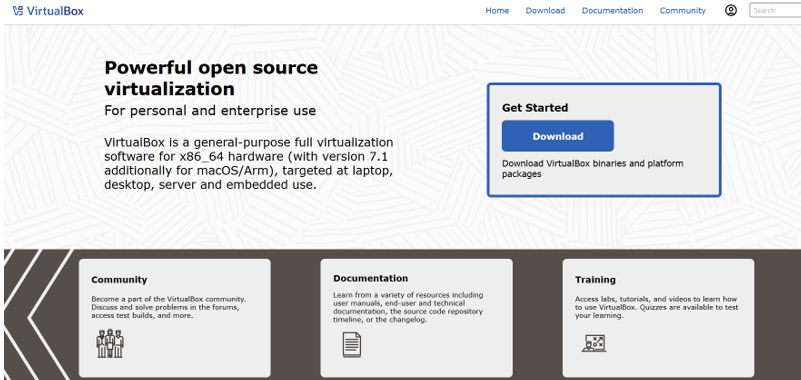 VirtualBox
Home Download Documentation Community
Search:
Powerful open source
virtualization
For personal and enterprise use
VirtualBox is a general-purpose full virtualization
software for x86_64 hardware (with version 7.1
additionally for macOS/Arm), targeted at laptop,
desktop, server and embedded use.
Get Started
Download
Download VirtualBox binaries and platform
packages
Community
Become a part of the VirtualBox community.
Discuss and solve problems in the forums,
access test builds, and more.
Documentation
Learn from a variety of resources including
user manuals, end-user and technical
documentation, the source code repository
timeline, or the changelog.
Training
Access labs, tutorials, and videos to learn how
to use VirtualBox. Quizzes are available to test
your learning.